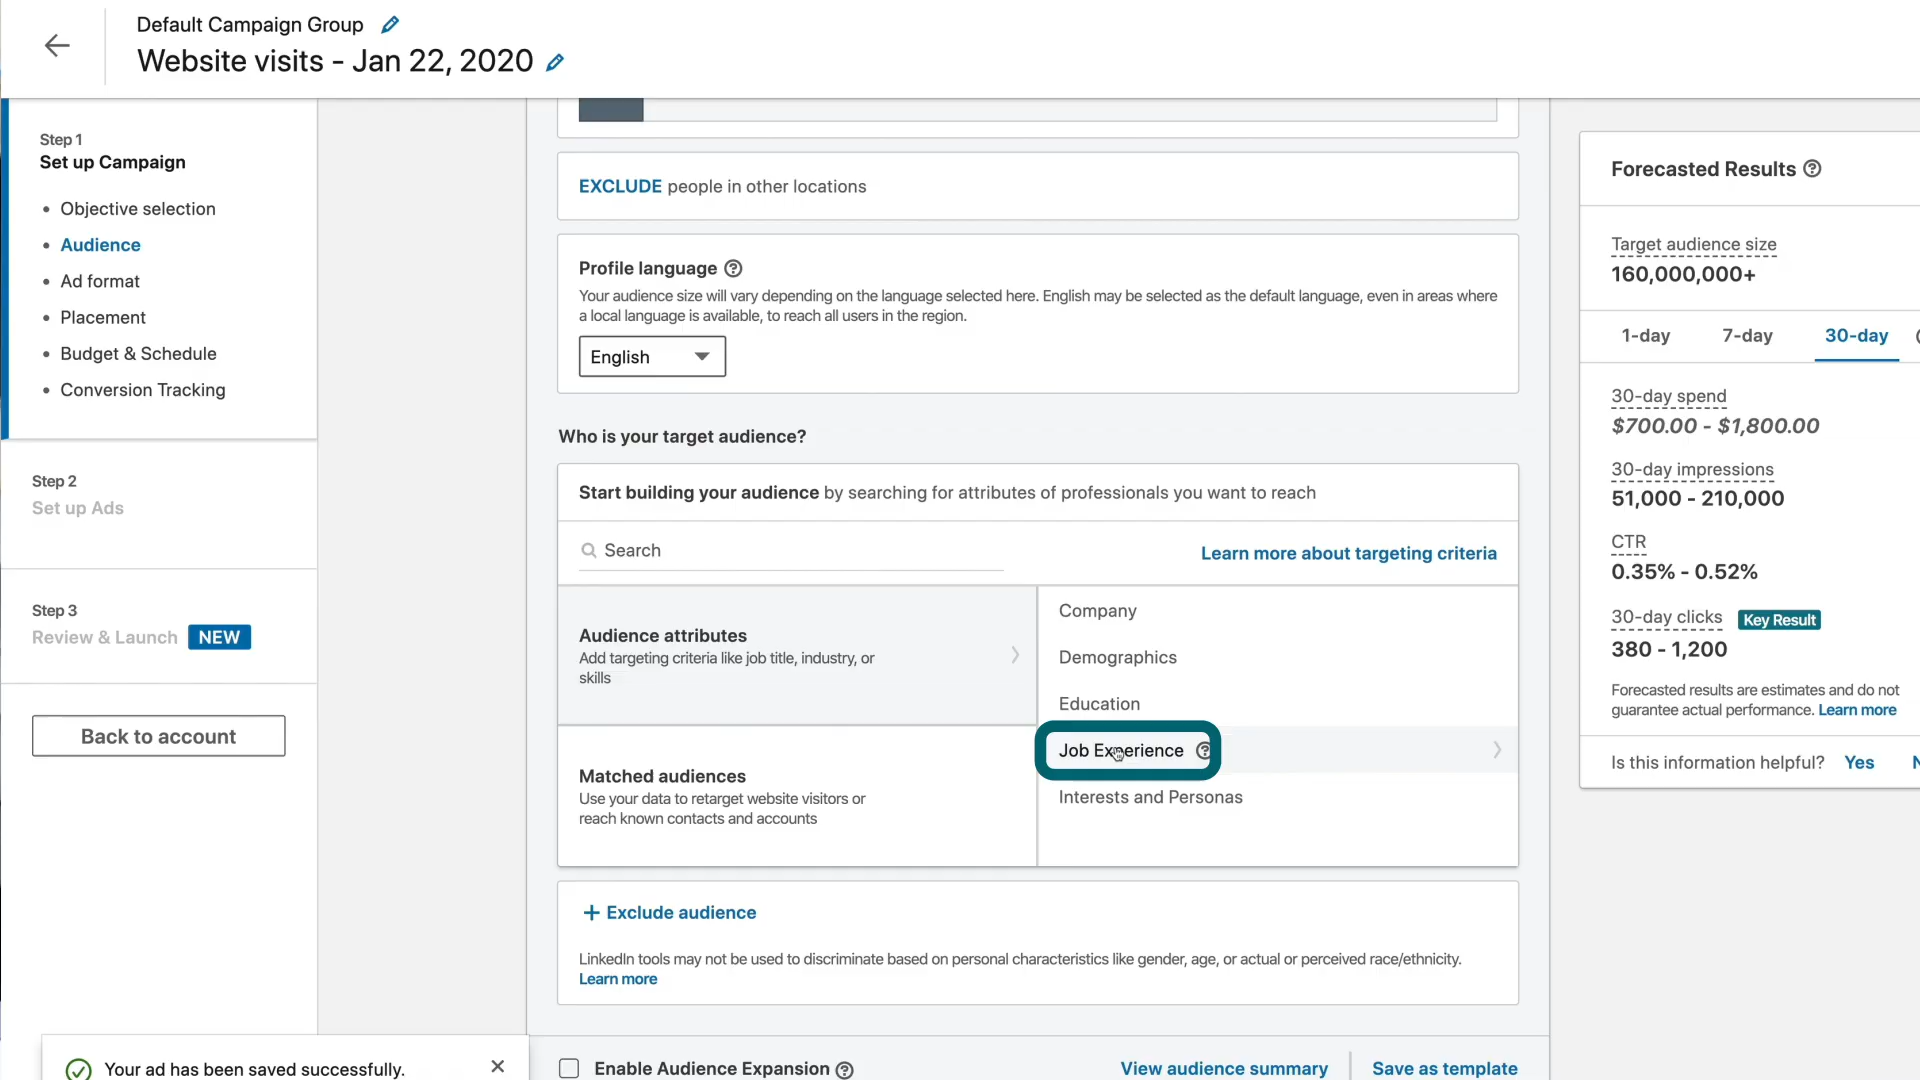 Default Campaign Group
Website visits - Jan 22, 2020
Step 1
Set up Campaign
Objective selection
Audience
Ad format
Placement
Budget & Schedule
Conversion Tracking
Step 2
Set up Ads
Step 3
Review & Launch NEW
Back to account
Your ad has been saved successfully.
EXCLUDE people in other locations
Profile language
Your audience size will vary depending on the language selected here. English may be selected as the default language, even in areas where
a local language is available, to reach all users in the region.
English
Who is your target audience?
Start building your audience by searching for attributes of professionals you want to reach
Search
Learn more about targeting criteria
Audience attributes
Add targeting criteria like job title, industry, or
skills
Matched audiences
Use your data to retarget website visitors or
reach known contacts and accounts
Company
Demographics
Education
Job Experience
Interests and Personas
+ Exclude audience
LinkedIn tools may not be used to discriminate based on personal characteristics like gender, age, or actual or perceived race/ethnicity.
Learn more
Enable Audience Expansion
View audience summary
Save as template
Forecasted Results
Target audience size
160,000,000+
1-day 7-day 30-day
30-day spend
$700.00 - $1,800.00
30-day impressions
51,000 - 210,000
CTR
0.35% - 0.52%
30-day clicks Key Result
380 - 1,200
Forecasted results are estimates and do not
guarantee actual performance. Learn more
Is this information helpful? Yes